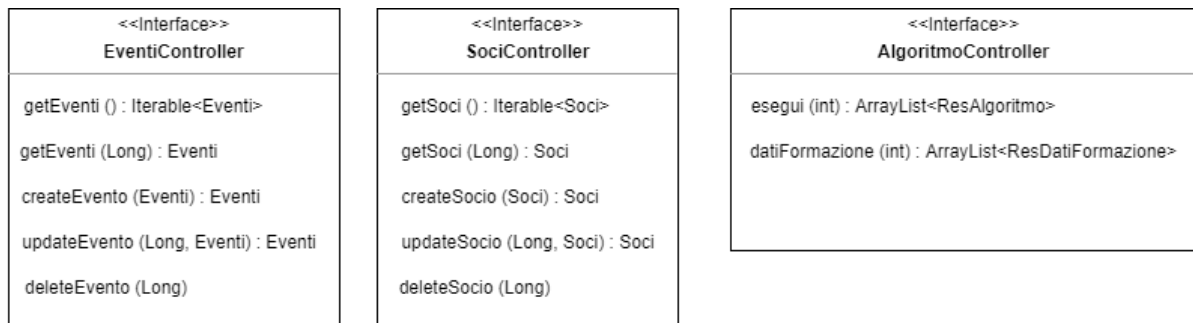 <<Interface>>
EventiController
getEventi () : Iterable<Eventi>
getEventi (Long) : Eventi
createEvento (Eventi) : Eventi
updateEvento (Long, Eventi) : Eventi
deleteEvento (Long)
<<Interface>>
SociController
getSoci () : Iterable<Soci>
getSoci (Long) : Soci
createSocio (Soci) : Soci
updateSocio (Long, Soci) : Soci
deleteSocio (Long)
<<Interface>>
AlgoritmoController
esegui (int) : ArrayList<ResAlgoritmo>
datiFormazione (int) : ArrayList<ResDatiFormazione>